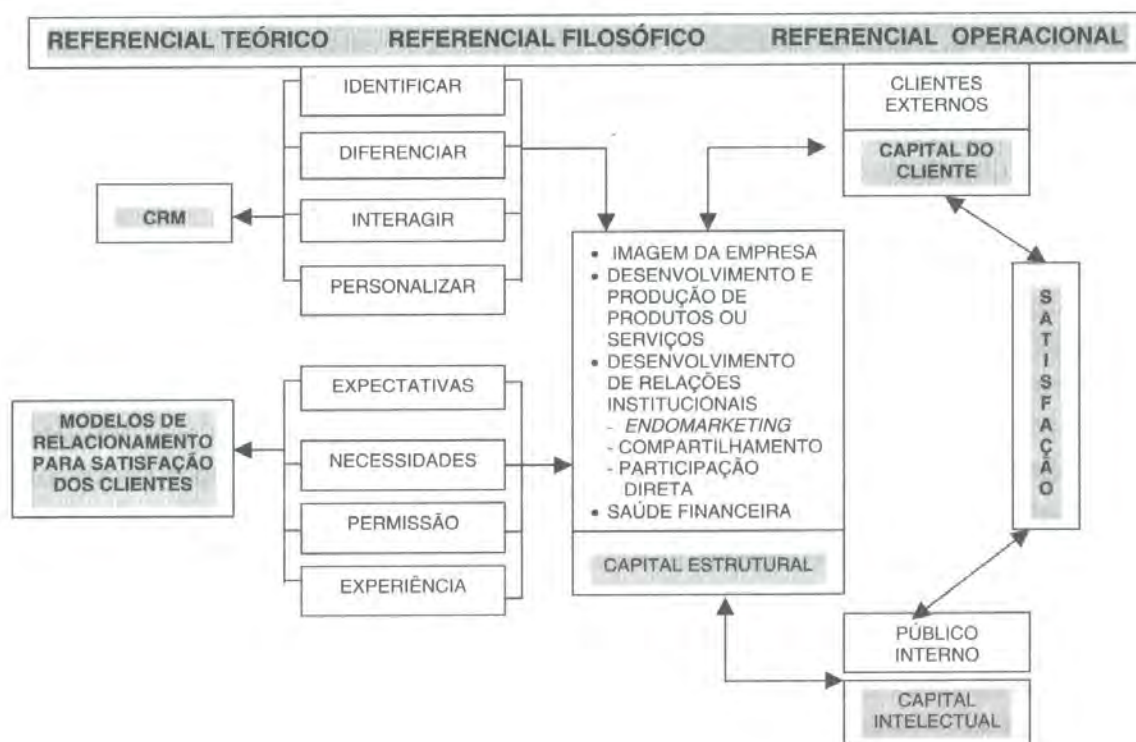 REFERENCIAL TEÓRICO REFERENCIAL FILOSÓFICO REFERENCIAL OPERACIONAL
IDENTIFICAR
DIFERENCIAR
CRM
INTERAGIR
PERSONALIZAR
EXPECTATIVAS
MODELOS DE
RELACIONAMENTO
PARA SATISFAÇÃO
DOS CLIENTES
NECESSIDADES
PERMISSÃO
EXPERIÊNCIA
• IMAGEM DA EMPRESA
• DESENVOLVIMENTO E
PRODUÇÃO DE
PRODUTOS OU
SERVIÇOS
• DESENVOLVIMENTO
DE RELAÇÕES
INSTITUCIONAIS
- ENDOMARKETING
- COMPARTILHAMENTO
- PARTICIPAÇÃO
DIRETA
• SAÚDE FINANCEIRA
CAPITAL ESTRUTURAL
CLIENTES
EXTERNOS
CAPITAL DO
CLIENTE
SATISFAÇÃO
PÚBLICO
INTERNO
CAPITAL
INTELECTUAL